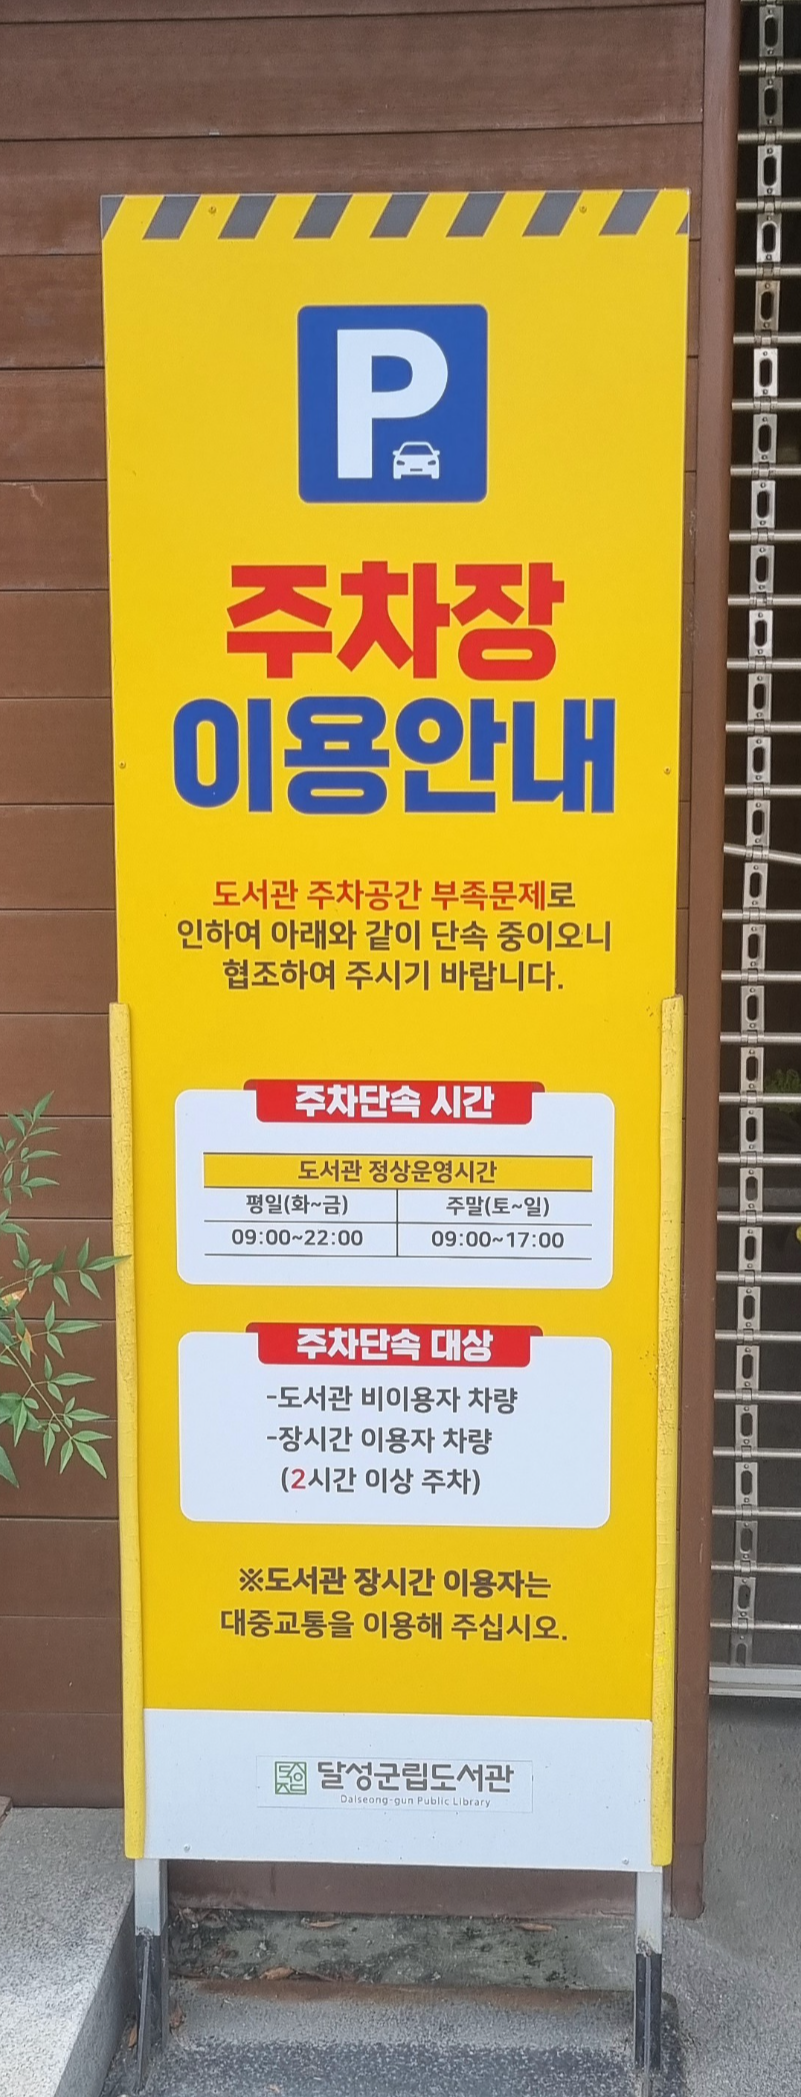 P
주차장
이용안내
도서관 주차공간 부족문제로
인하여 아래와 같이 단속 중이오니
협조하여 주시기 바랍니다.
주차단속 시간
도서관 정상운영시간
평일(화~금) 주말(토~일)
09:00~22:00 09:00~17:00
주차단속 대상
-도서관 비이용자 차량
-장시간 이용자 차량
(2시간 이상 주차)
※도서관 장시간 이용자는
대중교통을 이용해 주십시오.
달성군립도서관
Dalseong-gun Public Library